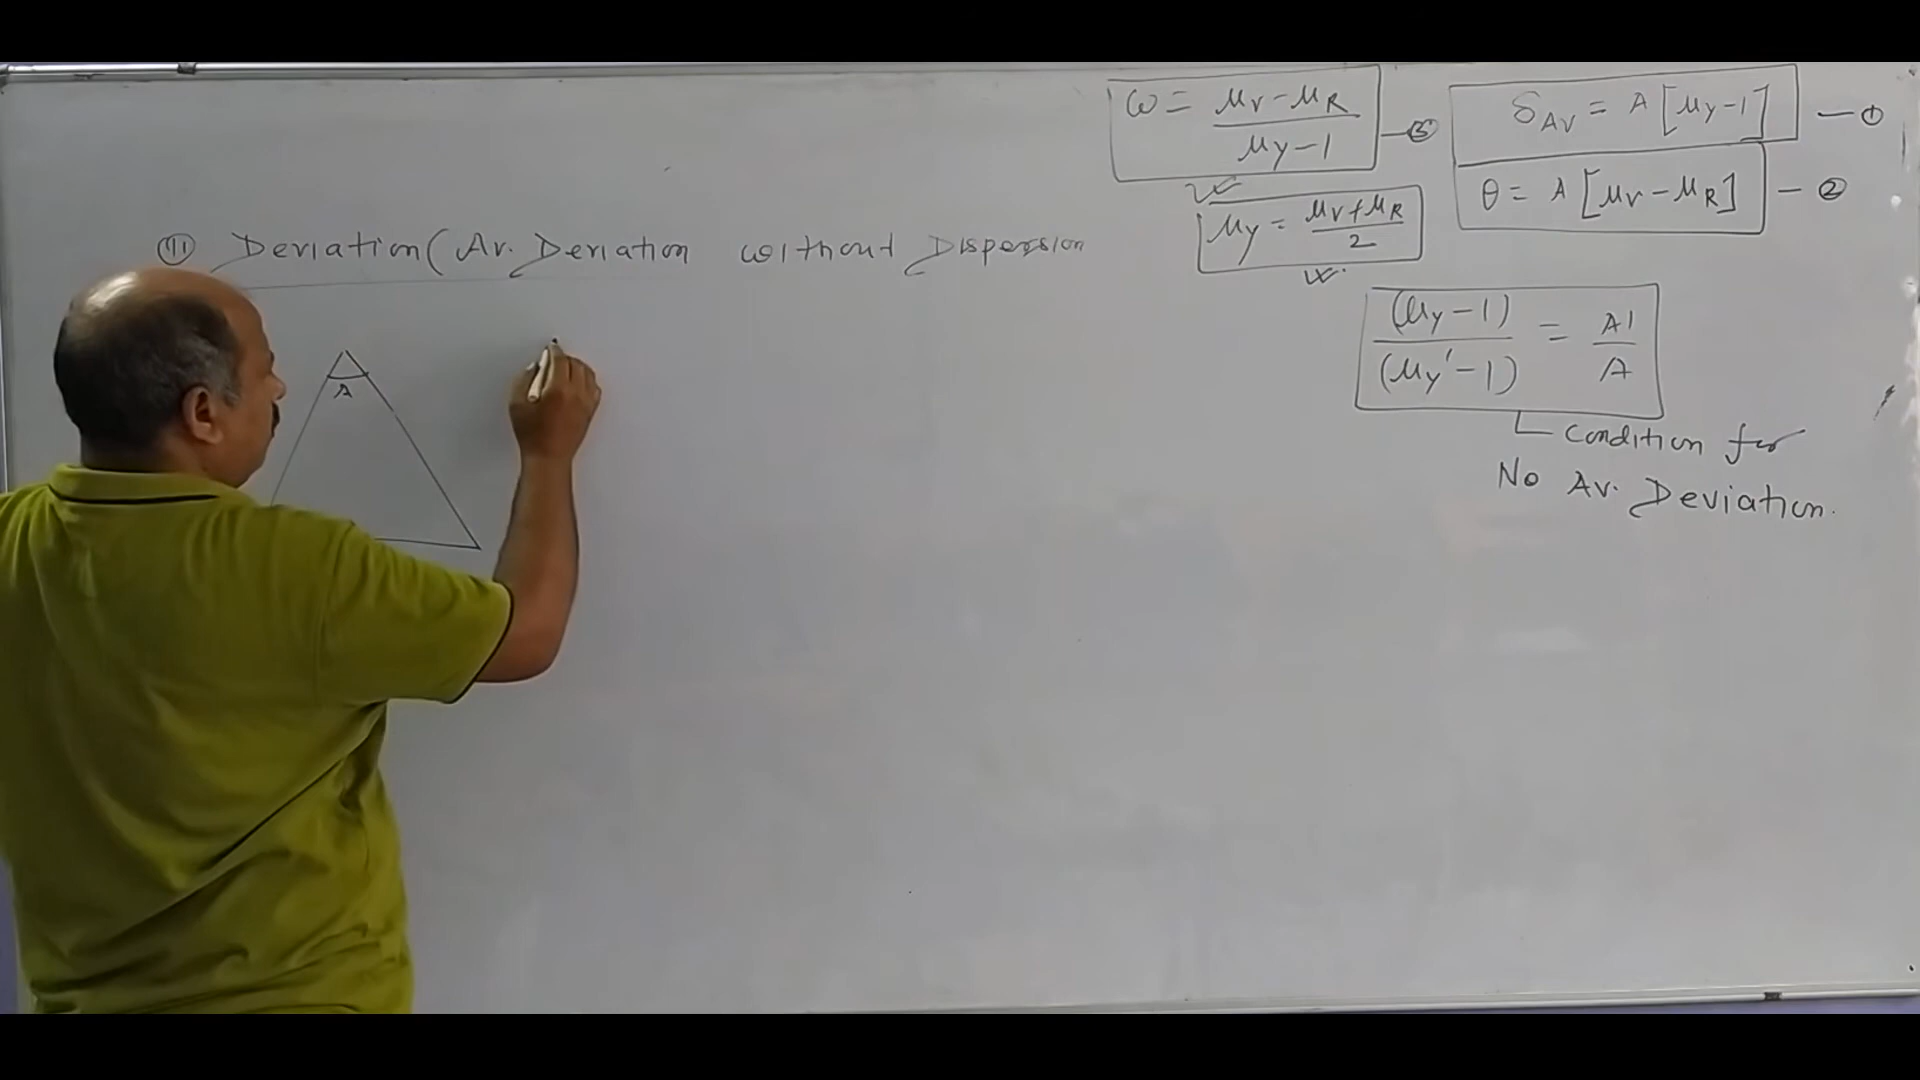 ω = μv - μR / μy - 1 — ③
δAv = A [μy - 1] — ①
θ = A [μv - μR] — ②
μy = μv + μR / 2
(ii) Deviation (Av. Deviation without Dispersion
(μy - 1) / (μy' - 1) = A' / A
Condition for
No Av. Deviation.
A